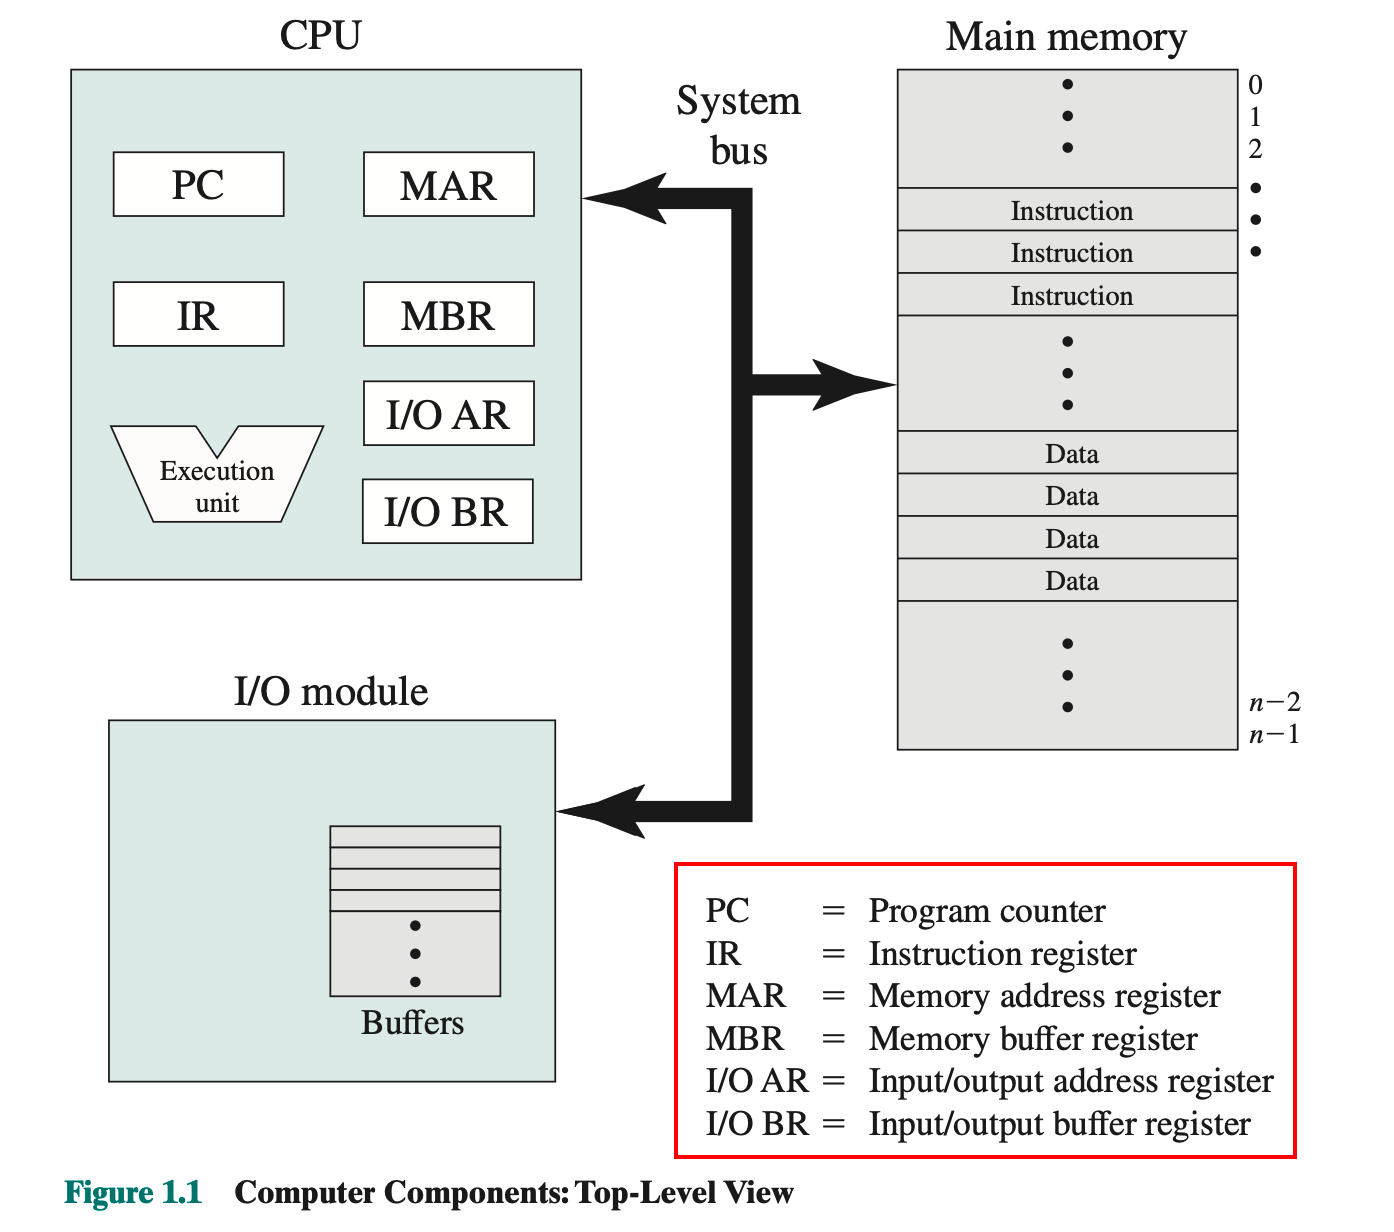 CPU
Main memory
System
bus
0
1
2
PC
MAR
Instruction
Instruction
Instruction
IR
MBR
I/O AR
I/O BR
Execution
unit
Data
Data
Data
Data
n−2
n−1
I/O module
Buffers
PC = Program counter
IR = Instruction register
MAR = Memory address register
MBR = Memory buffer register
I/O AR = Input/output address register
I/O BR = Input/output buffer register
Figure 1.1 Computer Components: Top-Level View